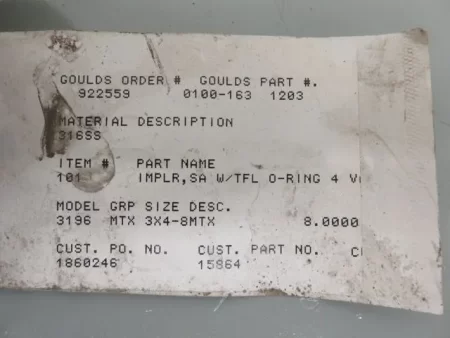 GOULDS ORDER # GOULDS PART #.
922559 0100-163 1203
MATERIAL DESCRIPTION
316SS
ITEM # PART NAME
101 IMPLR,SA W/TFL O-RING 4 V
MODEL GRP SIZE DESC.
3196 MTX 3X4-8MTX 8.0000
CUST. PO. NO. CUST. PART NO. C
1860246 15864